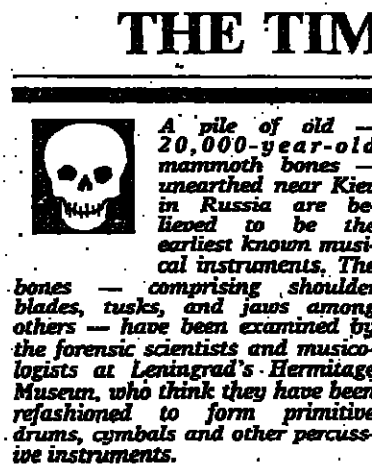 THE TIM
A pile of old —
20,000-year-old
mammoth bones —
unearthed near Kiev
in Russia are be-
lieved to be the
earliest known musi-
cal instruments. The
bones — comprising shoulder
blades, tusks, and jaws among
others — have been examined by
the forensic scientists and musico-
logists at Leningrad's Hermitage
Museum, who think they have been
refashioned to form primitive
drums, cymbals and other percuss-
ive instruments.